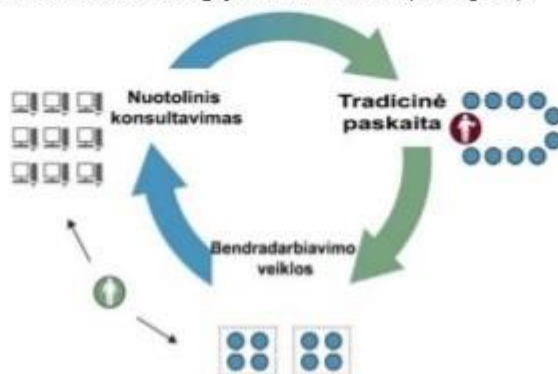 Nuotolinis
konsultavimas
Tradicinė
paskaita
Bendradarbiavimo
veiklos